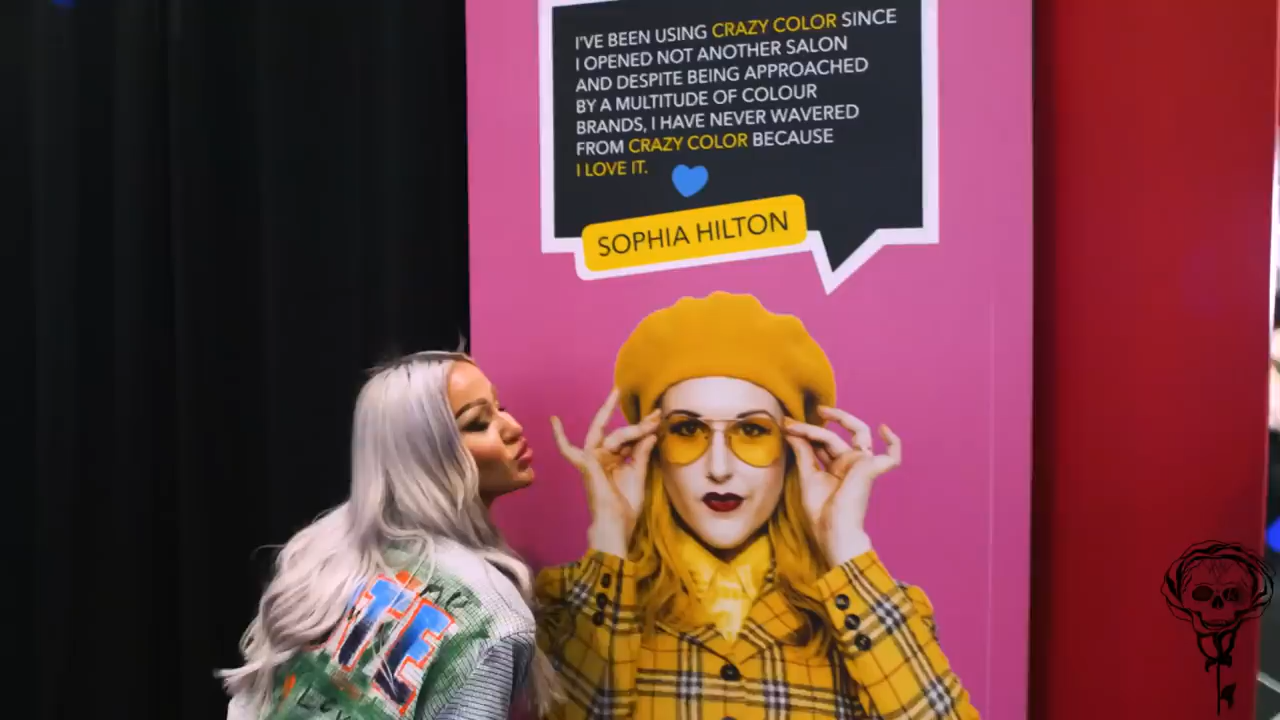 I'VE BEEN USING CRAZY COLOR SINCE
I OPENED NOT ANOTHER SALON
AND DESPITE BEING APPROACHED
BY A MULTITUDE OF COLOUR
BRANDS, I HAVE NEVER WAVERED
FROM CRAZY COLOR BECAUSE
I LOVE IT.
SOPHIA HILTON
TE